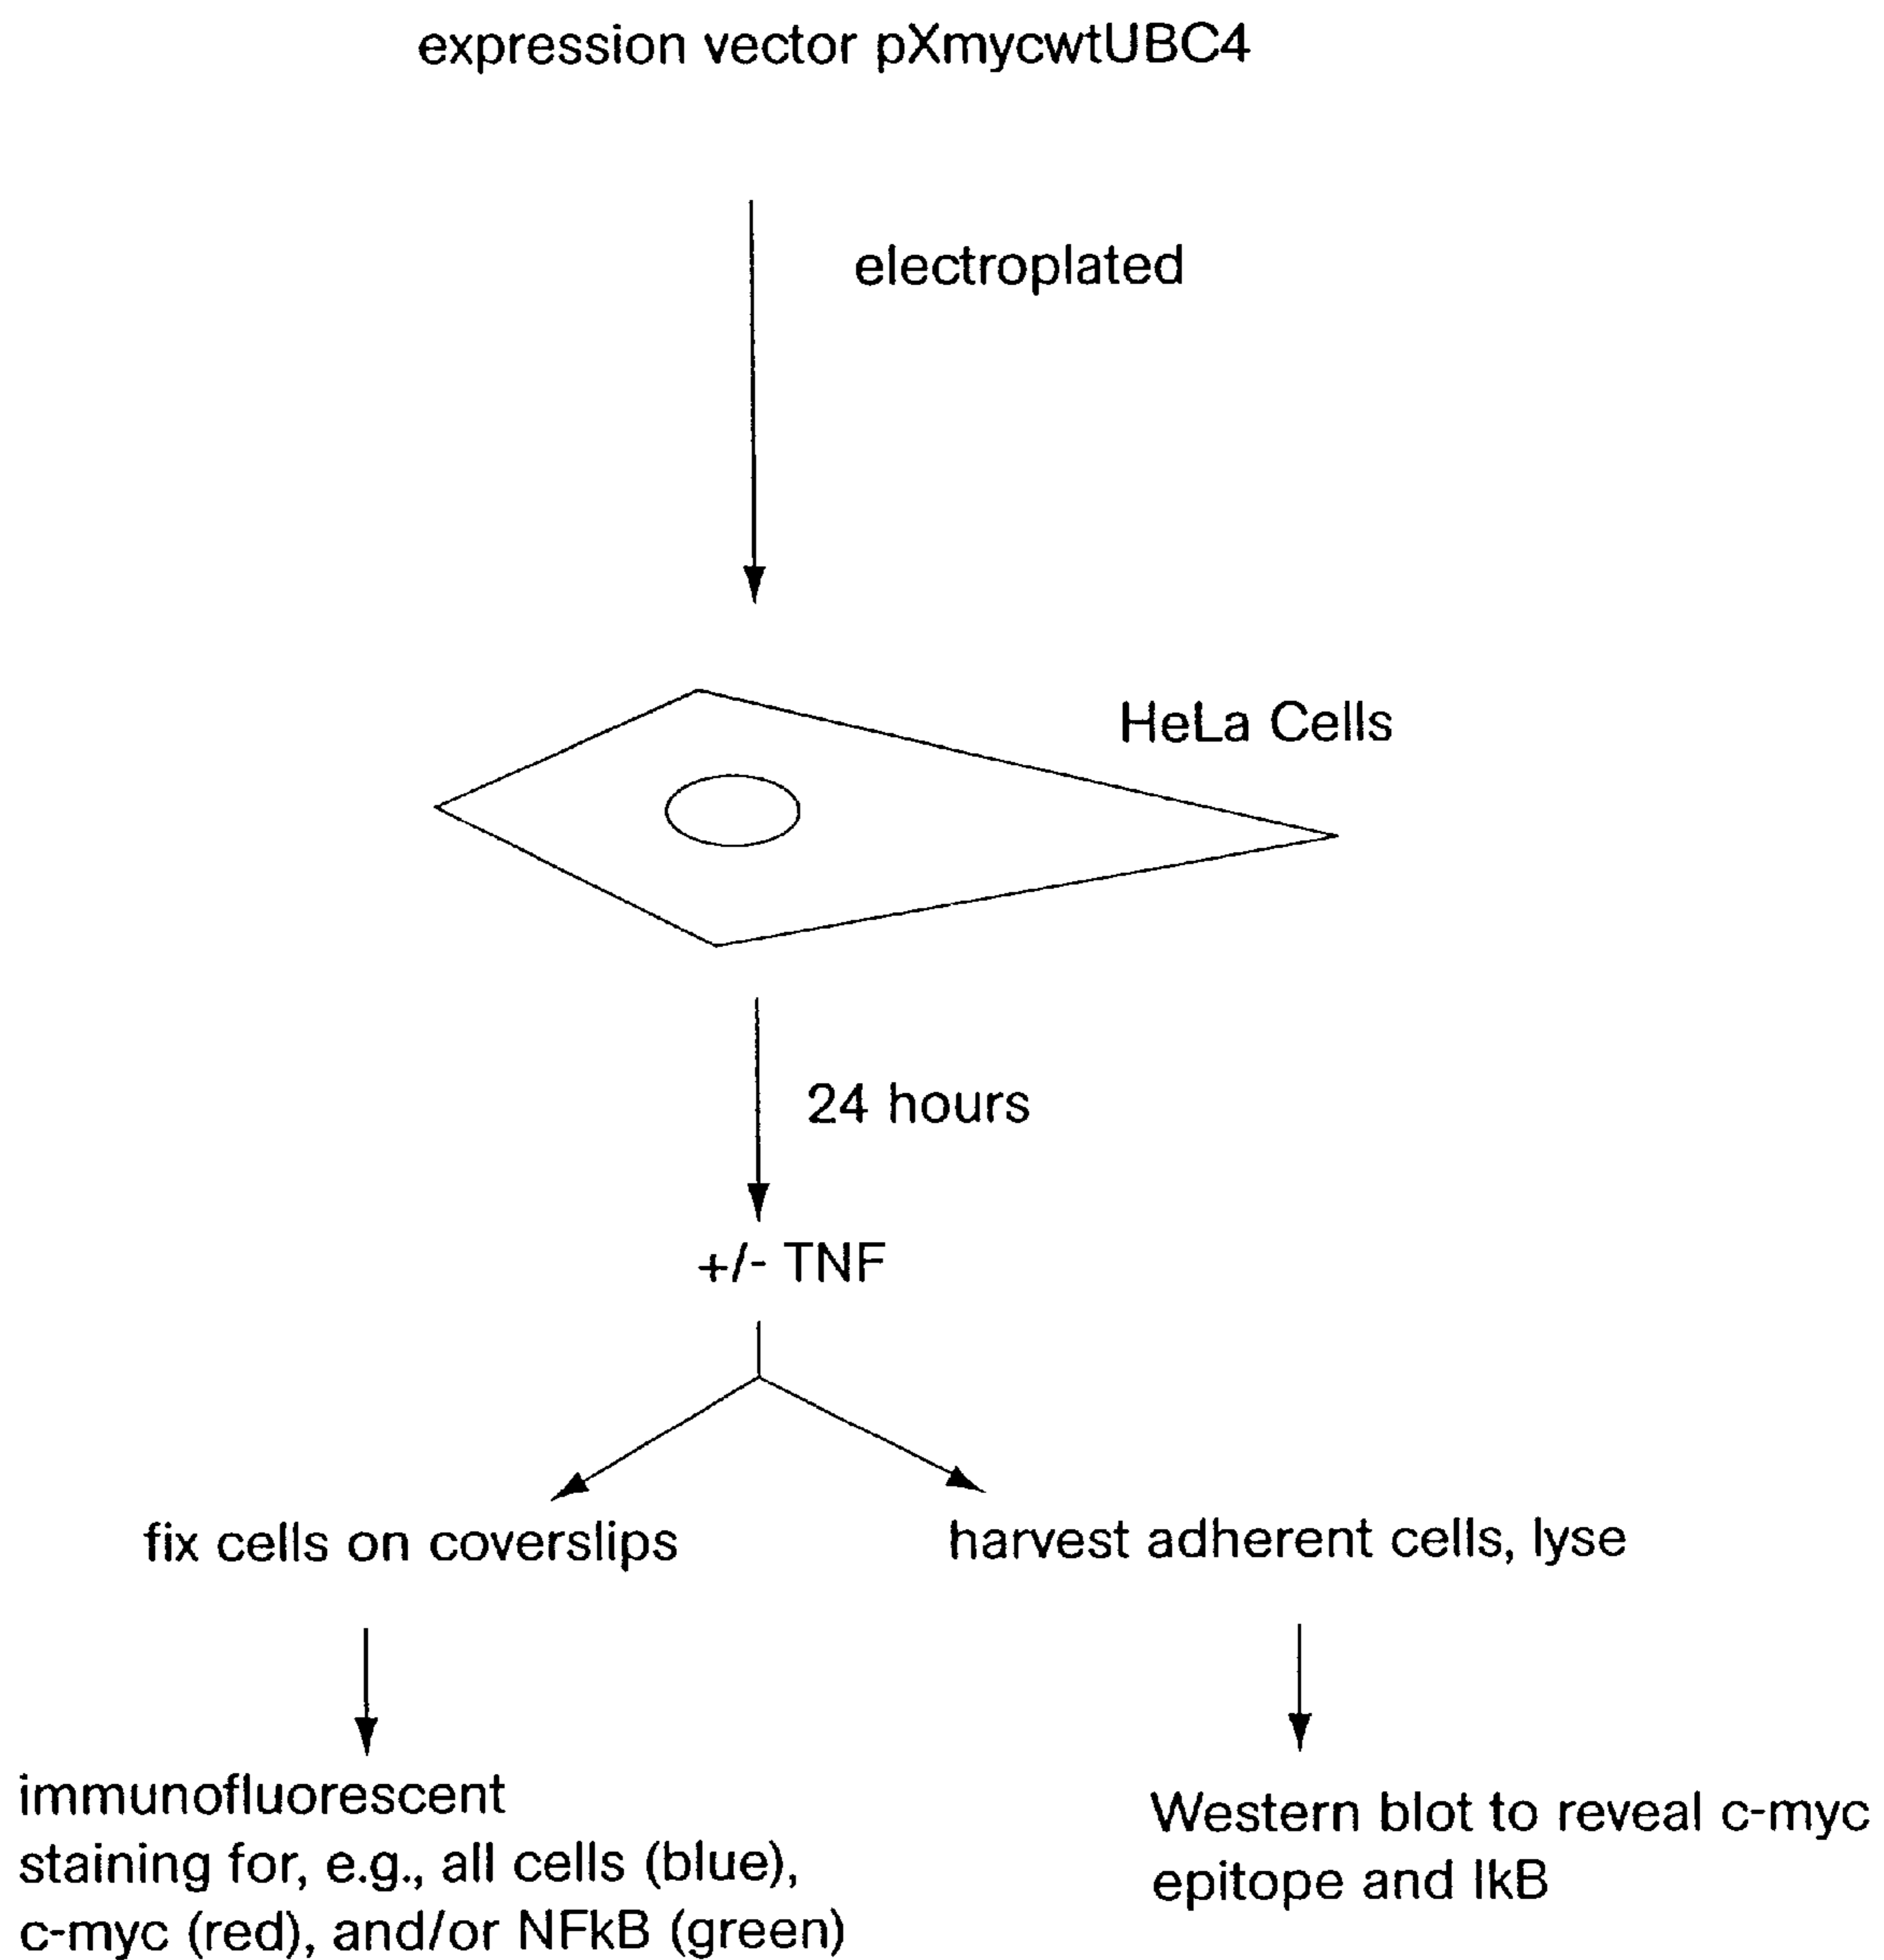 expression vector pXmycwtUBC4
electroplated
HeLa Cells
24 hours
+/- TNF
fix cells on coverslips
harvest adherent cells, lyse
immunofluorescent
staining for, e.g., all cells (blue),
c-myc (red), and/or NFkB (green)
Western blot to reveal c-myc
epitope and IkB